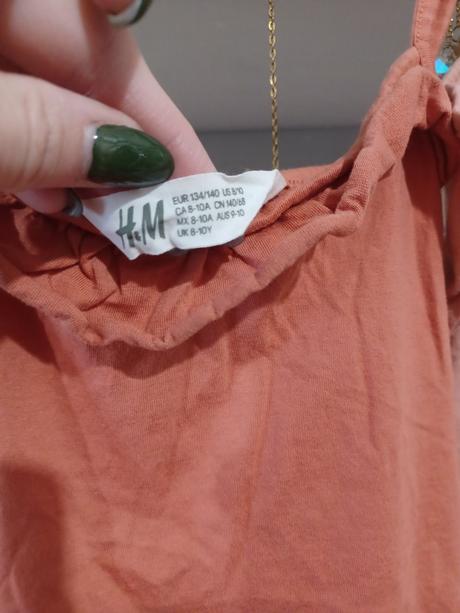 H&M
EUR 134/140 US 8/10
CA 8-10A CN 140/68
MX 8-10A AUS 9-10
UK 8-10Y